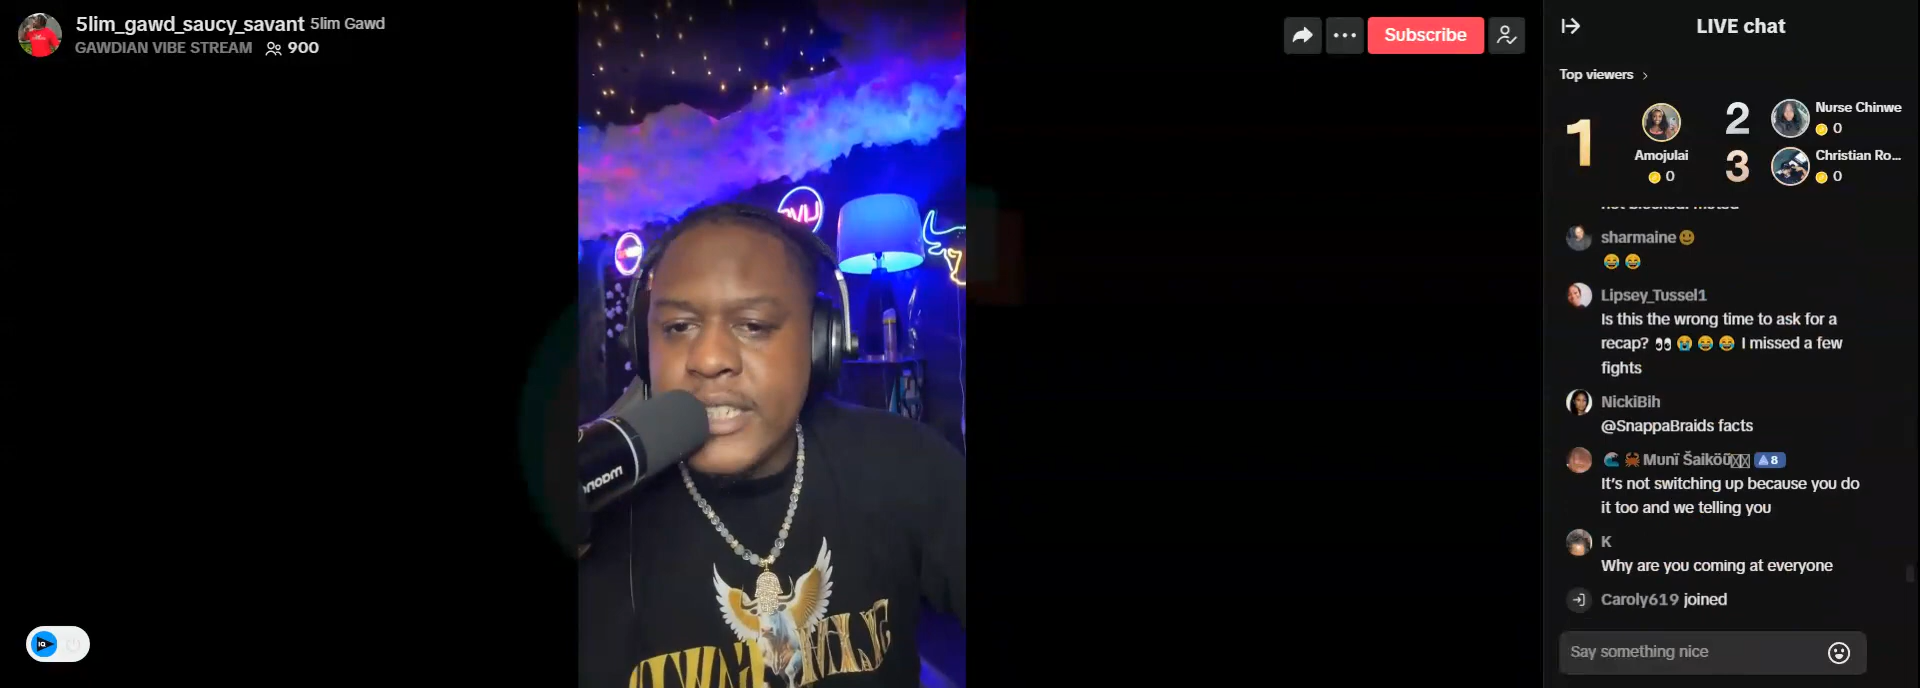 5lim_gawd_saucy_savant 5lim Gawd
GAWDIAN VIBE STREAM 900
Subscribe
LIVE chat
Top viewers
1
Amojulai
0
2
Nurse Chinwe
0
3
Christian Ro...
0
sharmaine
😂 😂
Lipsey_Tussel1
Is this the wrong time to ask for a
recap? 👀 😭 😂 😂 I missed a few
fights
NickiBih
@SnappaBraids facts
🌊 🦀 Munï Šaiköū 8
It's not switching up because you do
it too and we telling you
K
Why are you coming at everyone
Caroly619 joined
Say something nice
maono